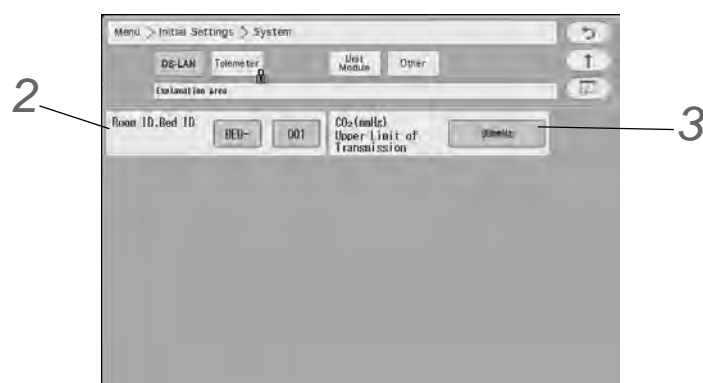 Menu > Initial Settings > System
DS-LAN Telemeter Unit Module Other
Explanation area
2
Room ID.Bed ID
BED- 001
CO₂(mmHg)
Upper Limit of
Transmission
3